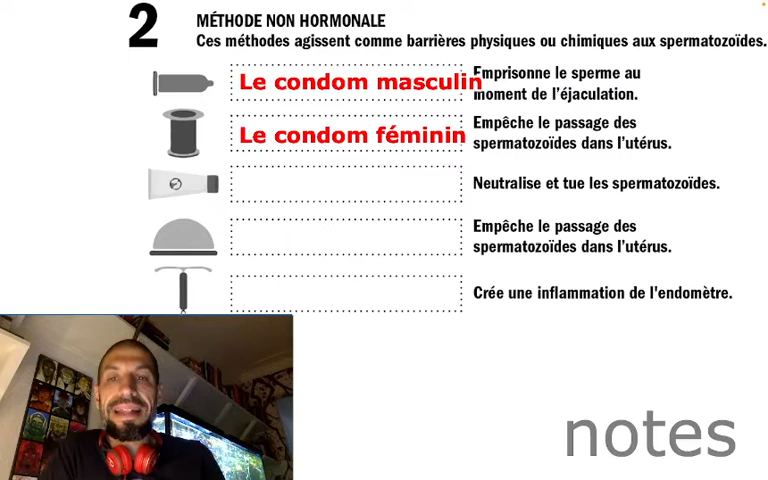 2
MÉTHODE NON HORMONALE
Ces méthodes agissent comme barrières physiques ou chimiques aux spermatozoïdes.
Le condom masculin
Emprisonne le sperme au
moment de l'éjaculation.
Le condom féminin
Empêche le passage des
spermatozoïdes dans l'utérus.
Neutralise et tue les spermatozoïdes.
Empêche le passage des
spermatozoïdes dans l'utérus.
Crée une inflammation de l'endomètre.
notes